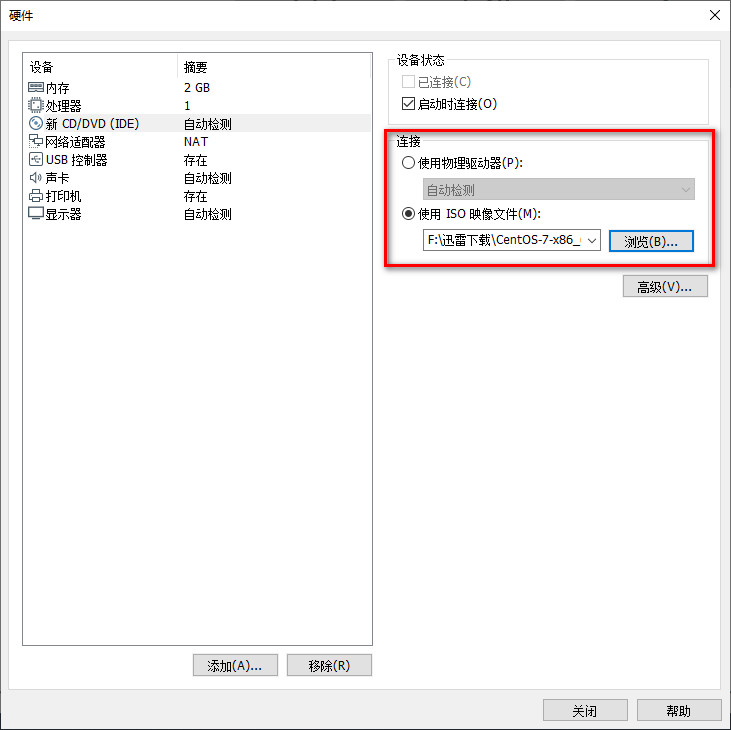 硬件
设备 摘要
内存 2 GB
处理器 1
新 CD/DVD (IDE) 自动检测
网络适配器 NAT
USB 控制器 存在
声卡 自动检测
打印机 存在
显示器 自动检测
添加(A)... 移除(R)
设备状态
已连接(C)
启动时连接(O)
连接
使用物理驱动器(P):
自动检测
使用 ISO 映像文件(M):
F:\迅雷下载\CentOS-7-x86_ 浏览(B)...
高级(V)...
关闭 帮助